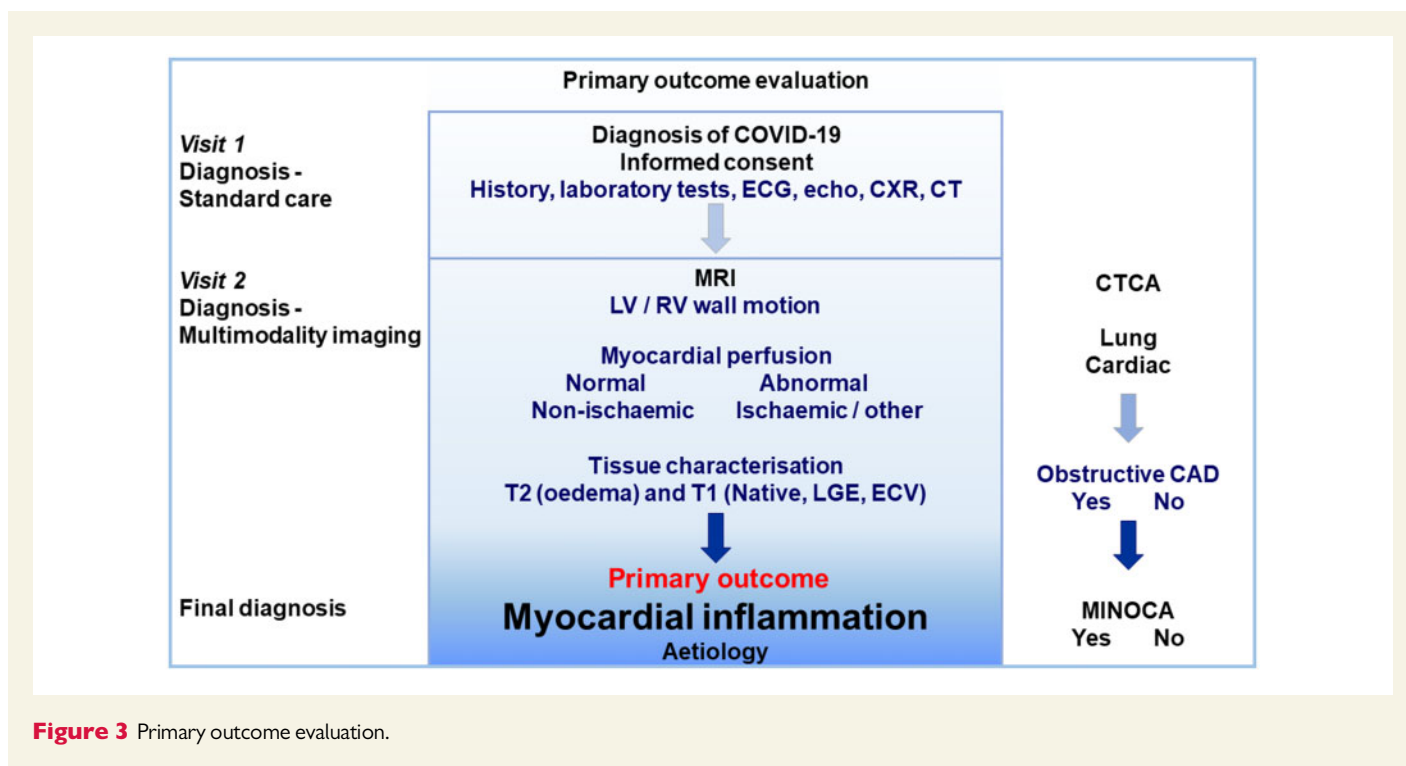 Primary outcome evaluation
Visit 1
Diagnosis -
Standard care
Diagnosis of COVID-19
Informed consent
History, laboratory tests, ECG, echo, CXR, CT
Visit 2
Diagnosis -
Multimodality imaging
MRI
LV / RV wall motion
Myocardial perfusion
Normal Abnormal
Non-ischaemic Ischaemic / other
Tissue characterisation
T2 (oedema) and T1 (Native, LGE, ECV)
CTCA
Lung
Cardiac
Obstructive CAD
Yes No
Final diagnosis
Primary outcome
Myocardial inflammation
Aetiology
MINOCA
Yes No
Figure 3 Primary outcome evaluation.